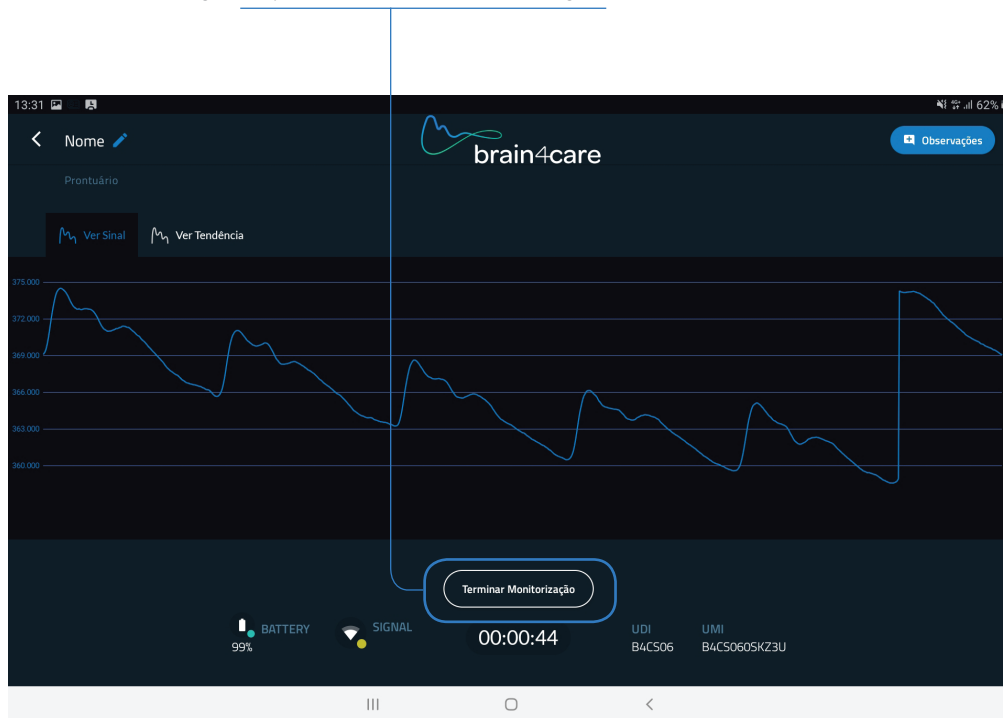 13:31
62%
Nome
brain4care
Observações
Prontuário
Ver Sinal
Ver Tendência
375.000
372.000
369.000
366.000
363.000
360.000
Terminar Monitorização
BATTERY
99%
SIGNAL
00:00:44
UDI
B4CS06
UMI
B4CS060SKZ3U